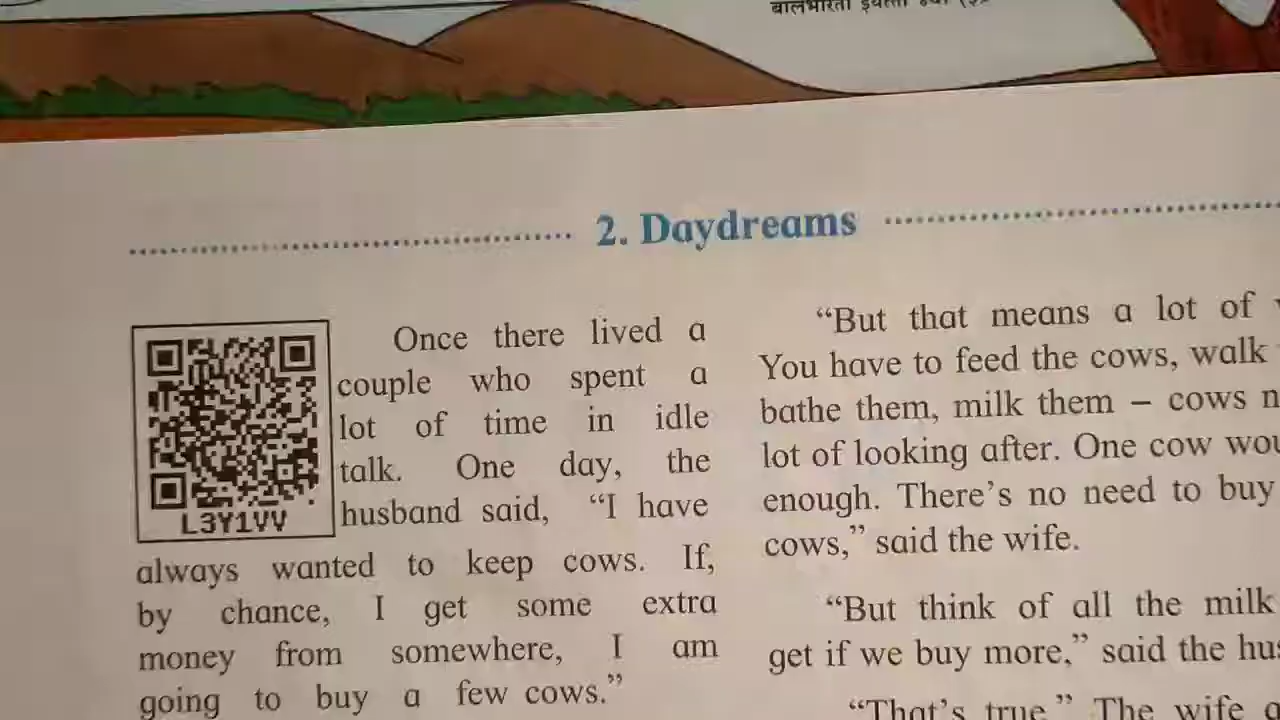 2. Daydreams
L3Y1VV
Once there lived a
couple who spent a
lot of time in idle
talk. One day, the
husband said, “I have
always wanted to keep cows. If,
by chance, I get some extra
money from somewhere, I am
going to buy a few cows.”
“But that means a lot of
You have to feed the cows, walk
bathe them, milk them – cows
lot of looking after. One cow
enough. There’s no need to buy
cows,” said the wife.
“But think of all the milk
get if we buy more,” said the
“That’s true.” The wife